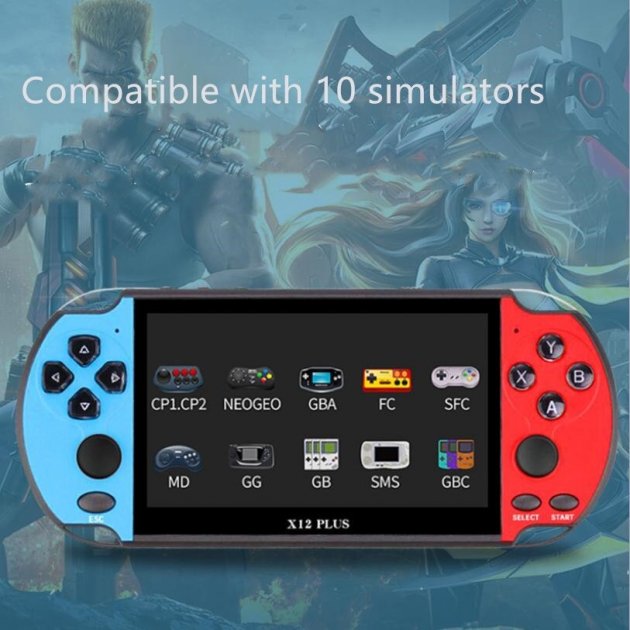 Compatible with 10 simulators
CP1.CP2 NEOGEO GBA FC SFC
MD GG GB SMS GBC
Y
X B
A
ESC
SELECT START
X12 PLUS